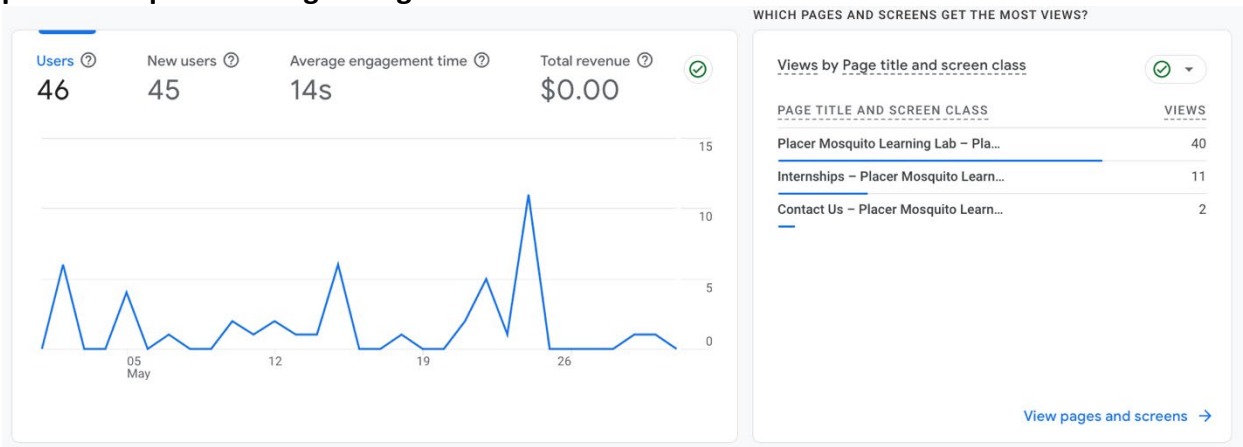 WHICH PAGES AND SCREENS GET THE MOST VIEWS?
Users
New users
Average engagement time
Total revenue
46
45
14s
$0.00
15
10
5
0
05
May
12
19
26
Views by Page title and screen class
PAGE TITLE AND SCREEN CLASS VIEWS
Placer Mosquito Learning Lab – Pla... 40
Internships – Placer Mosquito Learn... 11
Contact Us – Placer Mosquito Learn... 2
View pages and screens →